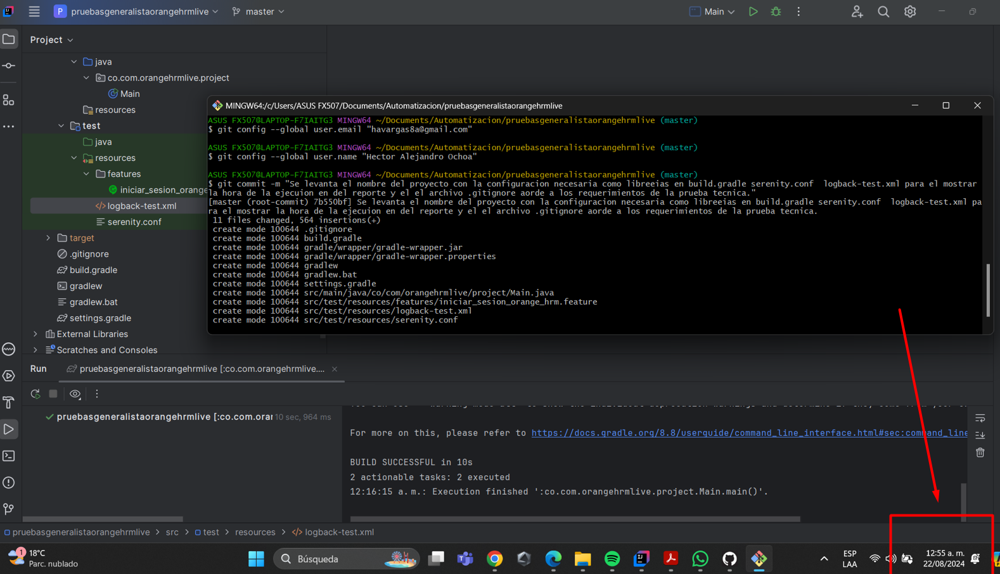 P pruebasgeneralistaorangehrmlive master Main
Project
java
co.com.orangehrmlive.project
Main
resources
test
java
resources
features
iniciar_sesion_orange
logback-test.xml
serenity.conf
target
.gitignore
build.gradle
gradlew
gradlew.bat
settings.gradle
External Libraries
Scratches and Consoles
MINGW64:/c/Users/ASUS FX507/Documents/Automatizacion/pruebasgeneralistaorangehrmlive
ASUS FX507@LAPTOP-F7IAITG3 MINGW64 ~/Documents/Automatizacion/pruebasgeneralistaorangehrmlive (master)
$ git config --global user.email "havargas8a@gmail.com"
ASUS FX507@LAPTOP-F7IAITG3 MINGW64 ~/Documents/Automatizacion/pruebasgeneralistaorangehrmlive (master)
$ git config --global user.name "Hector Alejandro Ochoa"
ASUS FX507@LAPTOP-F7IAITG3 MINGW64 ~/Documents/Automatizacion/pruebasgeneralistaorangehrmlive (master)
$ git commit -m "Se levanta el nombre del proyecto con la configuracion necesaria como libreeias en build.gradle serenity.conf  logback-test.xml para el mostrar
la hora de la ejecuion en del reporte y el el archivo .gitignore aorde a los requerimientos de la prueba tecnica."
[master (root-commit) 7b550bf] Se levanta el nombre del proyecto con la configuracion necesaria como libreeias en build.gradle serenity.conf  logback-test.xml pa
ra el mostrar la hora de la ejecuion en del reporte y el el archivo .gitignore aorde a los requerimientos de la prueba tecnica.
11 files changed, 564 insertions(+)
create mode 100644 .gitignore
create mode 100644 build.gradle
create mode 100644 gradle/wrapper/gradle-wrapper.jar
create mode 100644 gradle/wrapper/gradle-wrapper.properties
create mode 100644 gradlew
create mode 100644 gradlew.bat
create mode 100644 settings.gradle
create mode 100644 src/main/java/co/com/orangehrmlive/project/Main.java
create mode 100644 src/test/resources/features/iniciar_sesion_orange_hrm.feature
create mode 100644 src/test/resources/logback-test.xml
create mode 100644 src/test/resources/serenity.conf
Run pruebasgeneralistaorangehrmlive [:co.com.orangehrmlive....
pruebasgeneralistaorangehrmlive [:co.com.orar 10 sec, 964 ms
For more on this, please refer to https://docs.gradle.org/8.8/userguide/command_line_interface.html#sec:command_line
BUILD SUCCESSFUL in 10s
2 actionable tasks: 2 executed
12:16:15 a. m.: Execution finished ':co.com.orangehrmlive.project.Main.main()'.
pruebasgeneralistaorangehrmlive > src > test > resources > logback-test.xml
1
18°C
Parc. nublado
Búsqueda
ESP
LAA
12:55 a. m.
22/08/2024